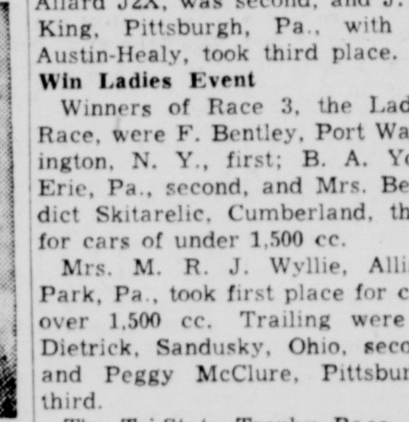 Allard J2X, was second, and J.
King, Pittsburgh, Pa., with
Austin-Healy, took third place.
Win Ladies Event
Winners of Race 3, the Lad
Race, were F. Bentley, Port Wa
ington, N. Y., first; B. A. Yo
Erie, Pa., second, and Mrs. Be
dict Skitarelic, Cumberland, th
for cars of under 1,500 cc.
Mrs. M. R. J. Wyllie, Alli
Park, Pa., took first place for c
over 1,500 cc. Trailing were
Dietrick, Sandusky, Ohio, seco
and Peggy McClure, Pittsbur
third.